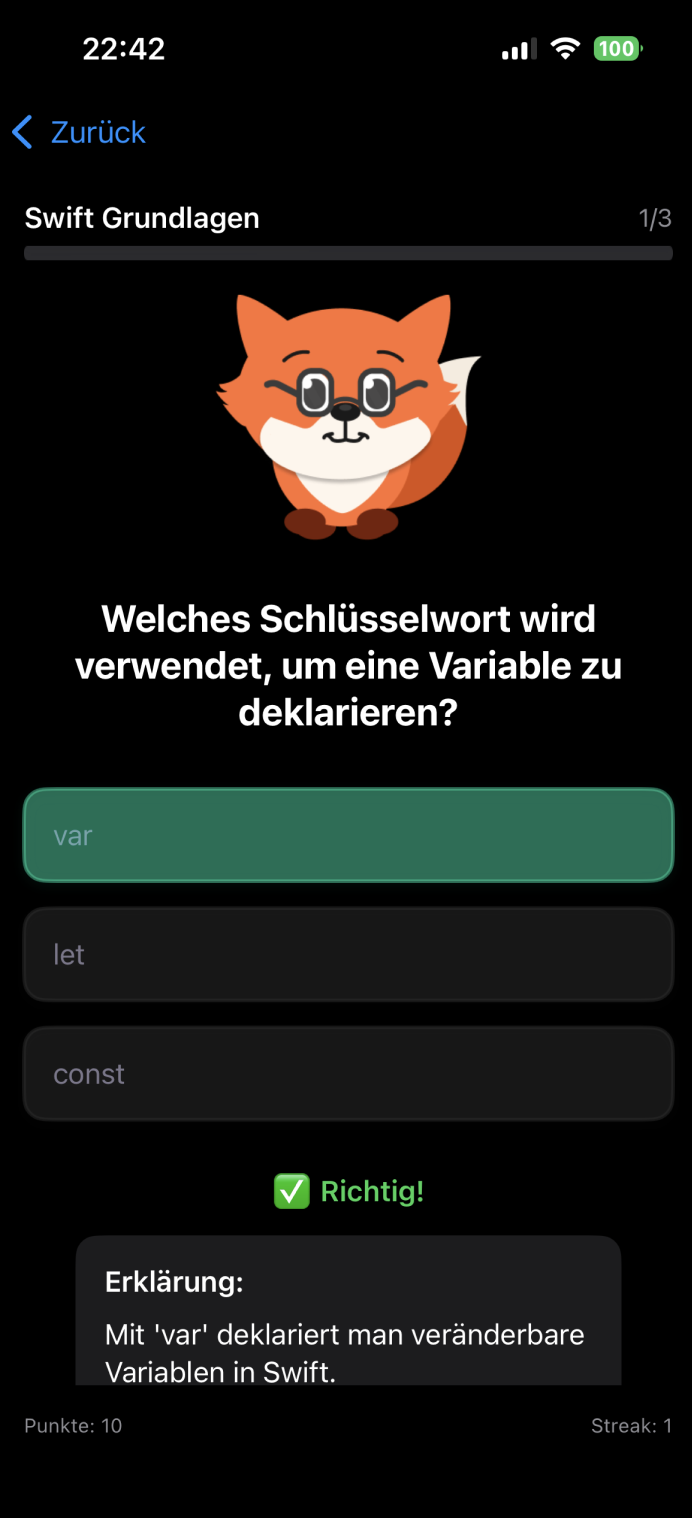 22:42
100
Zurück
Swift Grundlagen
1/3
Welches Schlüsselwort wird
verwendet, um eine Variable zu
deklarieren?
var
let
const
✅ Richtig!
Erklärung:
Mit 'var' deklariert man veränderbare
Variablen in Swift.
Punkte: 10
Streak: 1